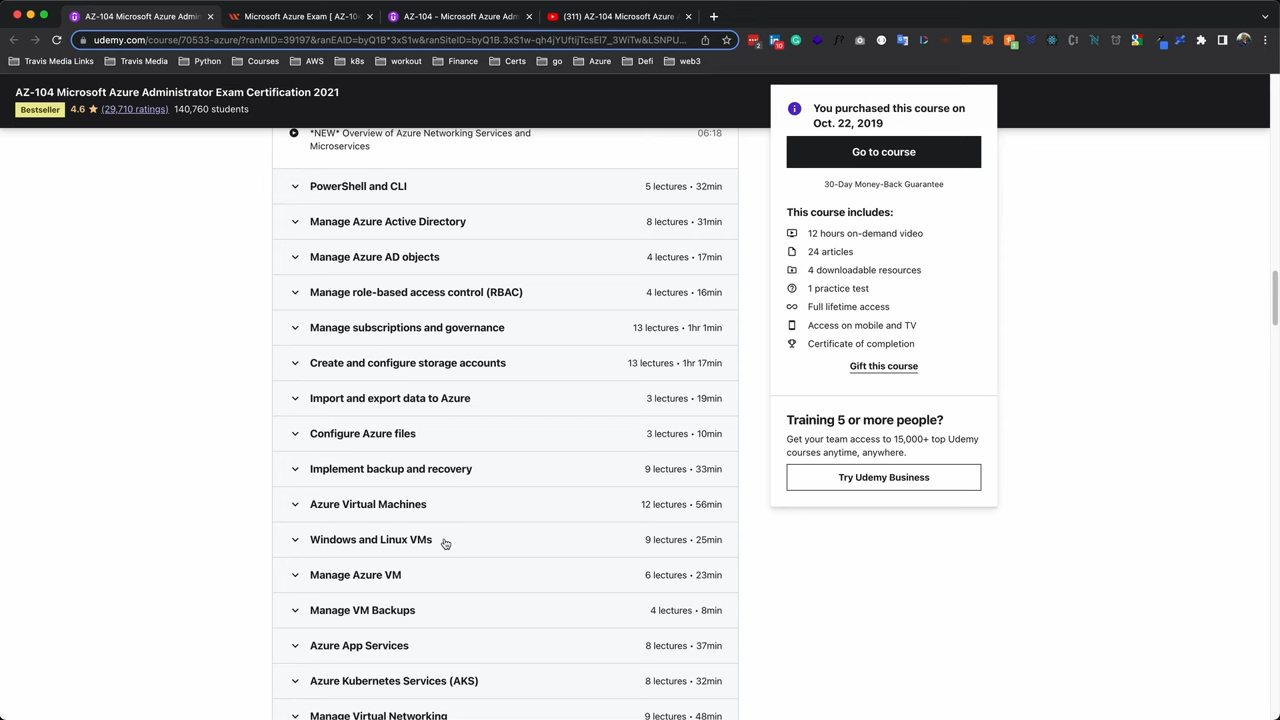 AZ-104 Microsoft Azure Admin
Microsoft Azure Exam [ AZ-10
AZ-104 - Microsoft Azure Adm
(311) AZ-104 Microsoft Azure
udemy.com/course/70533-azure/?ranMID=39197&ranEAID=byQ1B*3xS1w&ranSiteID=byQ1B.3xS1w-qh4jYUftijTcsEI7_3WiTw&LSNPU...
Travis Media Links
Travis Media
Python
Courses
AWS
k8s
workout
Finance
Certs
go
Azure
Defi
web3
AZ-104 Microsoft Azure Administrator Exam Certification 2021
Bestseller 4.6 (29,710 ratings) 140,760 students
*NEW* Overview of Azure Networking Services and
Microservices
06:18
PowerShell and CLI 5 lectures • 32min
Manage Azure Active Directory 8 lectures • 31min
Manage Azure AD objects 4 lectures • 17min
Manage role-based access control (RBAC) 4 lectures • 16min
Manage subscriptions and governance 13 lectures • 1hr 1min
Create and configure storage accounts 13 lectures • 1hr 17min
Import and export data to Azure 3 lectures • 19min
Configure Azure files 3 lectures • 10min
Implement backup and recovery 9 lectures • 33min
Azure Virtual Machines 12 lectures • 56min
Windows and Linux VMs 9 lectures • 25min
Manage Azure VM 6 lectures • 23min
Manage VM Backups 4 lectures • 8min
Azure App Services 8 lectures • 37min
Azure Kubernetes Services (AKS) 8 lectures • 32min
Manage Virtual Networking 9 lectures • 48min
You purchased this course on
Oct. 22, 2019
Go to course
30-Day Money-Back Guarantee
This course includes:
12 hours on-demand video
24 articles
4 downloadable resources
1 practice test
Full lifetime access
Access on mobile and TV
Certificate of completion
Gift this course
Training 5 or more people?
Get your team access to 15,000+ top Udemy
courses anytime, anywhere.
Try Udemy Business